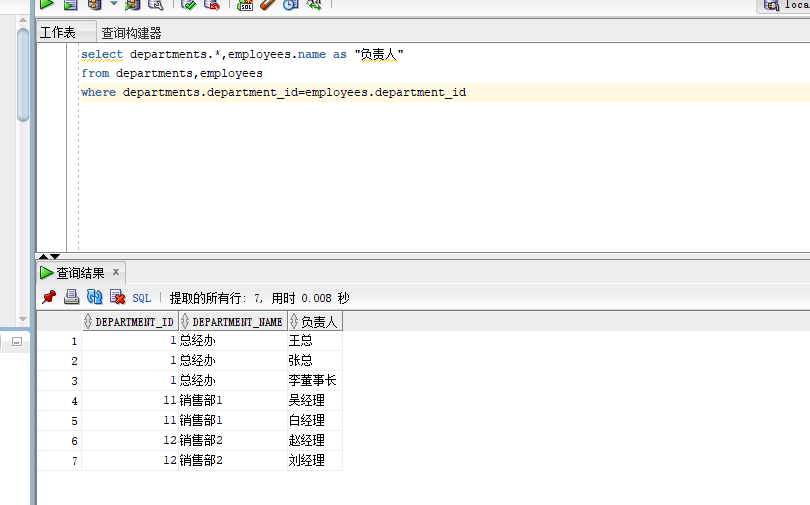 loca
工作表 查询构建器
select departments.*,employees.name as "负责人"
from departments,employees
where departments.department_id=employees.department_id
查询结果 x
SQL | 提取的所有行: 7, 用时 0.008 秒
DEPARTMENT_ID DEPARTMENT_NAME 负责人
1 1 总经办 王总
2 1 总经办 张总
3 1 总经办 李董事长
4 11 销售部1 吴经理
5 11 销售部1 白经理
6 12 销售部2 赵经理
7 12 销售部2 刘经理